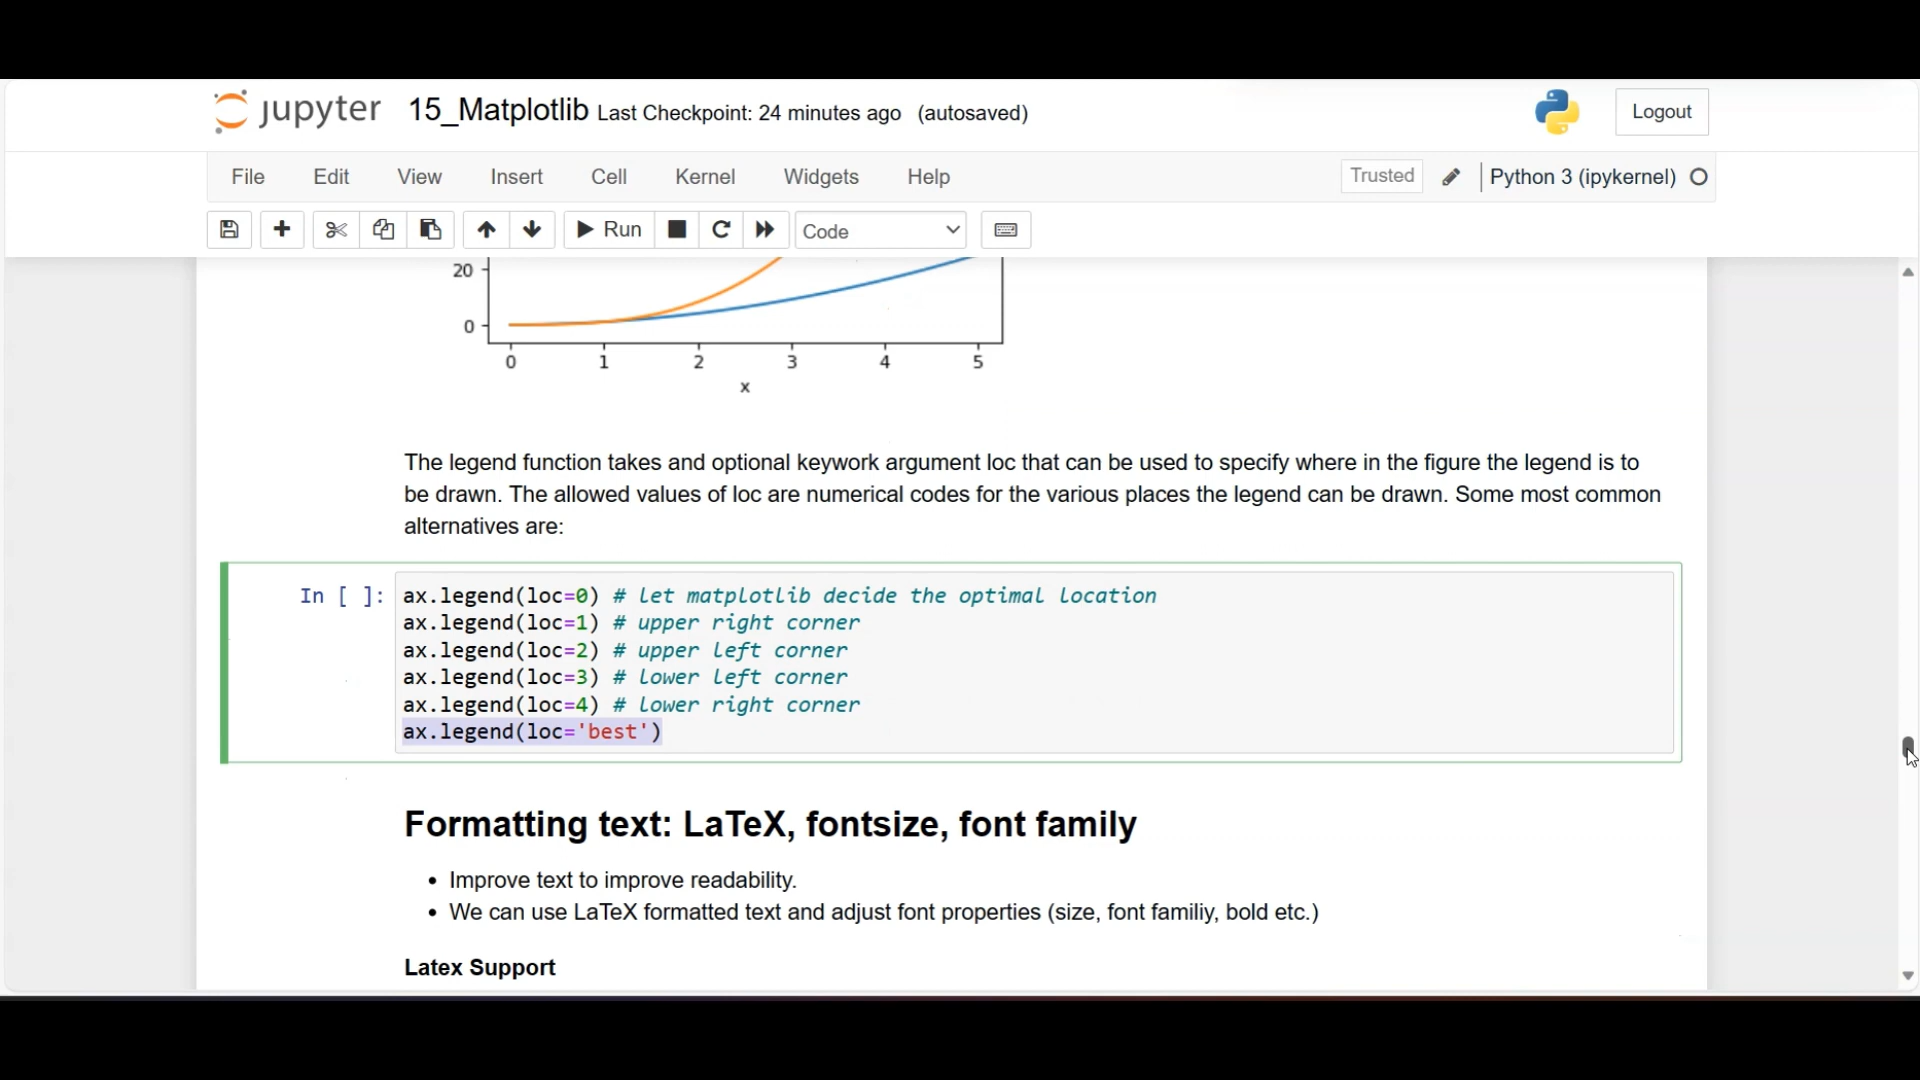 jupyter 15_Matplotlib Last Checkpoint: 24 minutes ago (autosaved) Logout
File Edit View Insert Cell Kernel Widgets Help Trusted Python 3 (ipykernel)
Run Code
20
0
0 1 2 3 4 5
x
The legend function takes and optional keywork argument loc that can be used to specify where in the figure the legend is to
be drawn. The allowed values of loc are numerical codes for the various places the legend can be drawn. Some most common
alternatives are:
In [ ]: ax.legend(loc=0) # let matplotlib decide the optimal location
ax.legend(loc=1) # upper right corner
ax.legend(loc=2) # upper left corner
ax.legend(loc=3) # lower left corner
ax.legend(loc=4) # lower right corner
ax.legend(loc='best')
Formatting text: LaTeX, fontsize, font family
• Improve text to improve readability.
• We can use LaTeX formatted text and adjust font properties (size, font familiy, bold etc.)
Latex Support